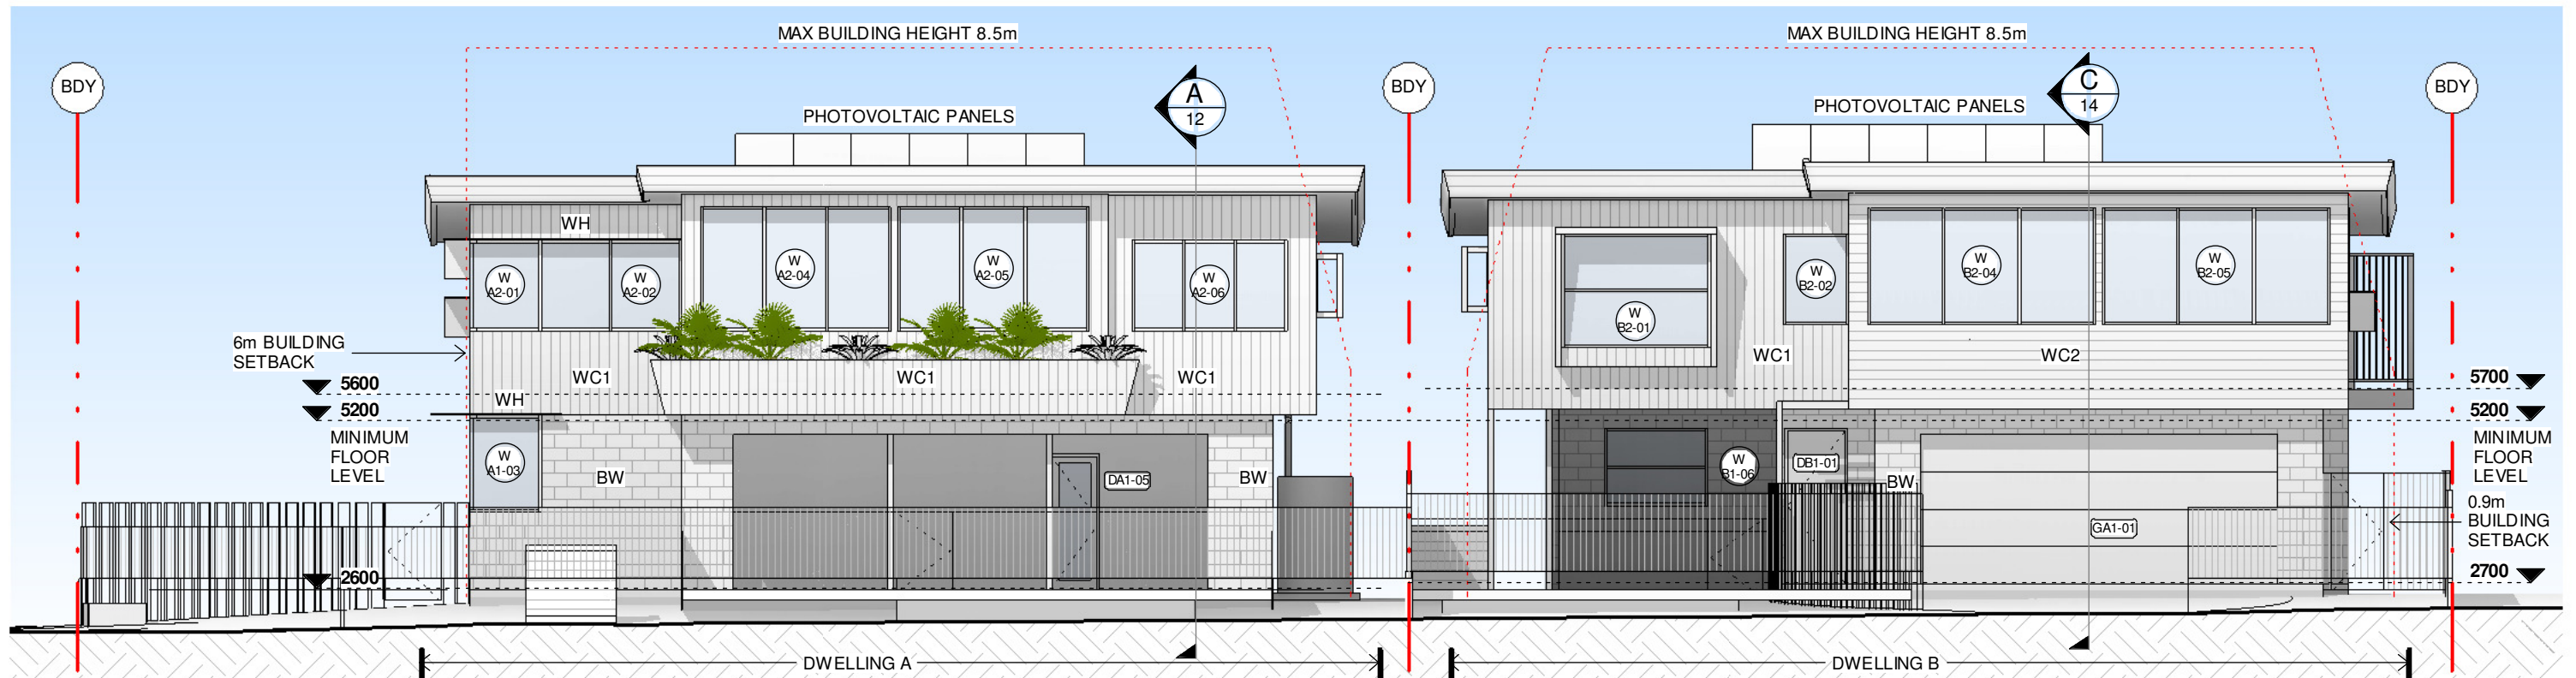 MAX BUILDING HEIGHT 8.5m
MAX BUILDING HEIGHT 8.5m
BDY
BDY
BDY
A
12
C
14
PHOTOVOLTAIC PANELS
PHOTOVOLTAIC PANELS
WH
W
A2-01
W
A2-02
W
A2-04
W
A2-05
W
A2-06
W
B2-01
W
B2-02
W
B2-04
W
B2-05
6m BUILDING
SETBACK
WC1
WC1
WC1
WC1
WC2
5600
5200
5700
5200
WH
MINIMUM
FLOOR
LEVEL
MINIMUM
FLOOR
LEVEL
W
A1-03
BW
DA1-05
BW
W
B1-06
DB1-01
BW
GA1-01
0.9m
BUILDING
SETBACK
2600
2700
DWELLING A
DWELLING B